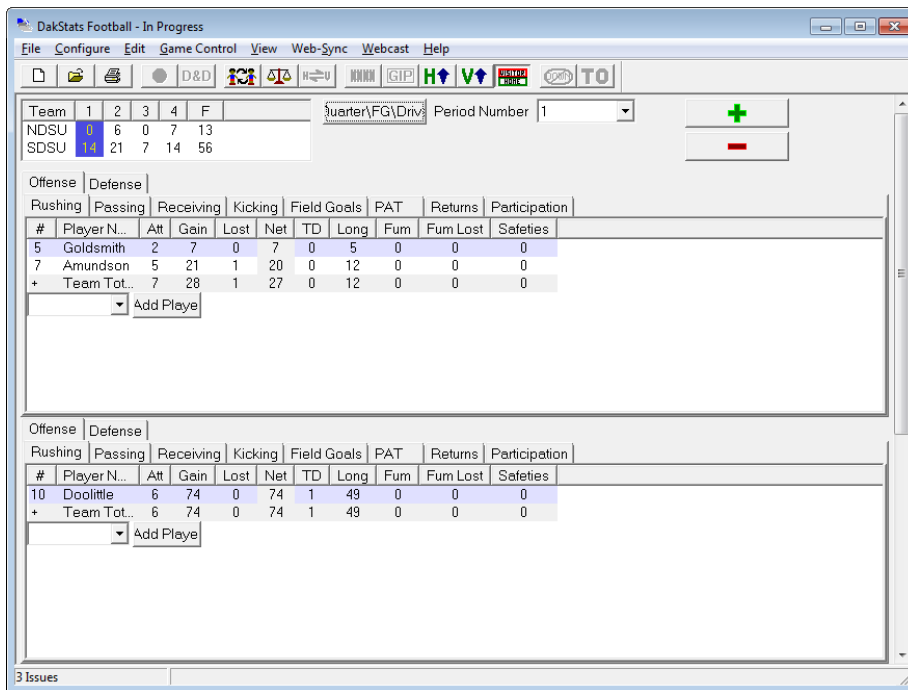 DakStats Football - In Progress
File Configure Edit Game Control View Web-Sync Webcast Help
D&D H⇌V XXXX GIP H V VISITOR HOME TO
Team 1 2 3 4 F
NDSU 0 6 0 7 13
SDSU 14 21 7 14 56
uarter\FG\Driv Period Number 1
Offense Defense
Rushing Passing Receiving Kicking Field Goals PAT Returns Participation
# Player N... Att Gain Lost Net TD Long Fum Fum Lost Safeties
5 Goldsmith 2 7 0 7 0 5 0 0 0
7 Amundson 5 21 1 20 0 12 0 0 0
+ Team Tot... 7 28 1 27 0 12 0 0 0
Add Playe
Offense Defense
Rushing Passing Receiving Kicking Field Goals PAT Returns Participation
# Player N... Att Gain Lost Net TD Long Fum Fum Lost Safeties
10 Doolittle 6 74 0 74 1 49 0 0 0
+ Team Tot... 6 74 0 74 1 49 0 0 0
Add Playe
3 Issues